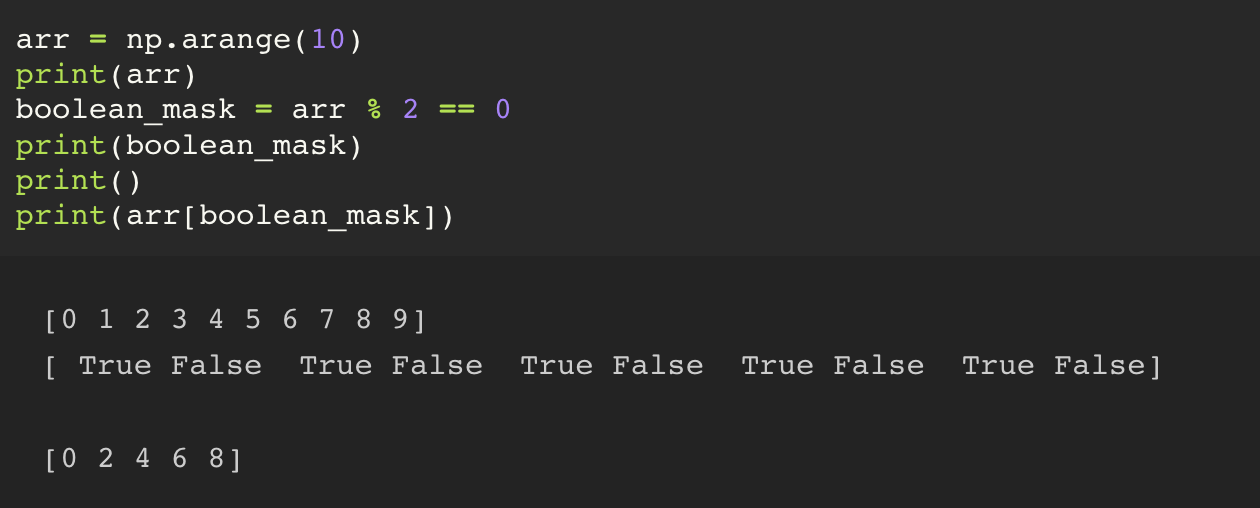 arr = np.arange(10)
print(arr)
boolean_mask = arr % 2 == 0
print(boolean_mask)
print()
print(arr[boolean_mask])
[0 1 2 3 4 5 6 7 8 9]
[ True False  True False  True False  True False  True False]
[0 2 4 6 8]